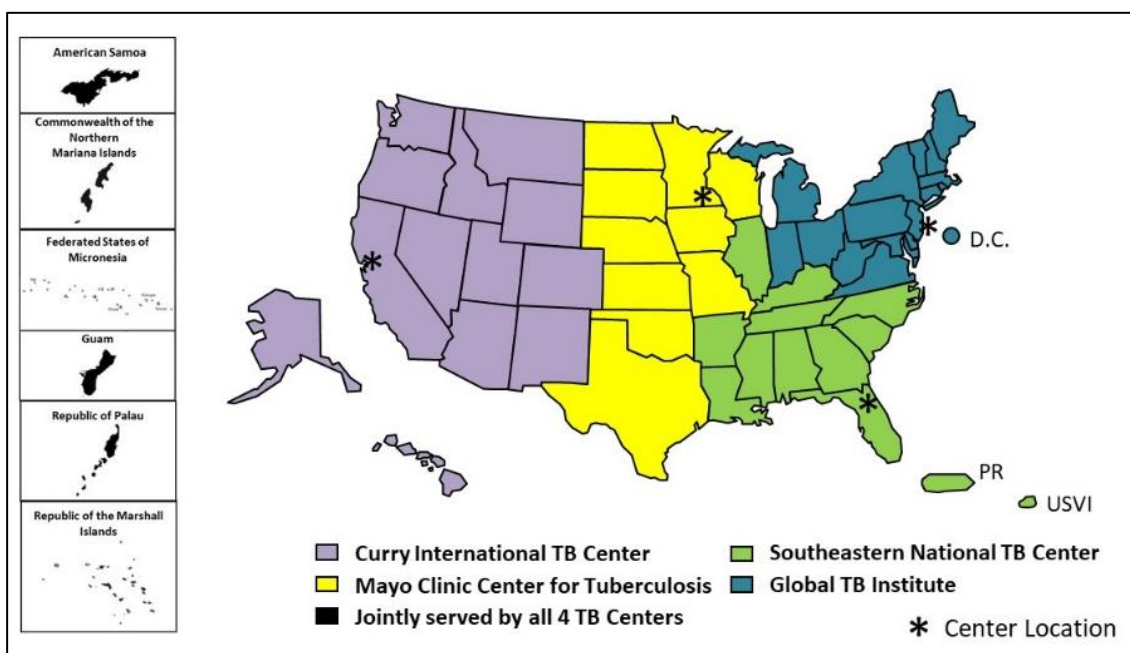 American Samoa
Commonwealth of the
Northern
Mariana Islands
Federated States of
Micronesia
Guam
Republic of Palau
Republic of the Marshall
Islands
D.C.
PR
USVI
Curry International TB Center
Mayo Clinic Center for Tuberculosis
Jointly served by all 4 TB Centers
Southeastern National TB Center
Global TB Institute
* Center Location